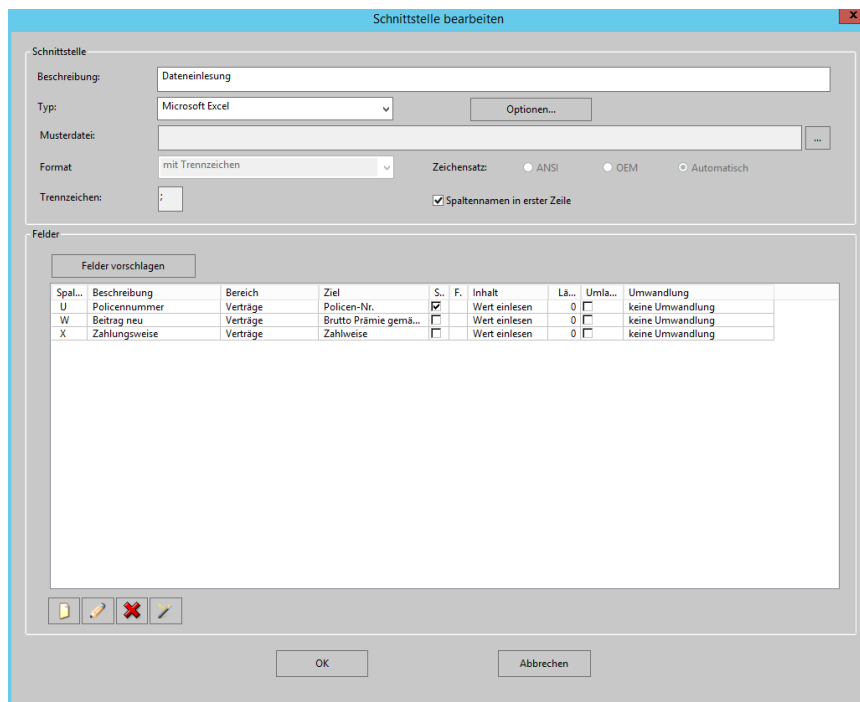 Schnittstelle bearbeiten
x
Schnittstelle
Beschreibung: Dateneinlesung
Typ: Microsoft Excel Optionen...
Musterdatei: ...
Format mit Trennzeichen Zeichensatz: ANSI OEM Automatisch
Trennzeichen: ; Spaltennamen in erster Zeile
Felder
Felder vorschlagen
Spal... Beschreibung Bereich Ziel S.. F. Inhalt Lä... Umla... Umwandlung
U Policennummer Verträge Policen-Nr. Wert einlesen 0 keine Umwandlung
W Beitrag neu Verträge Brutto Prämie gemä... Wert einlesen 0 keine Umwandlung
X Zahlungsweise Verträge Zahlweise Wert einlesen 0 keine Umwandlung
OK Abbrechen